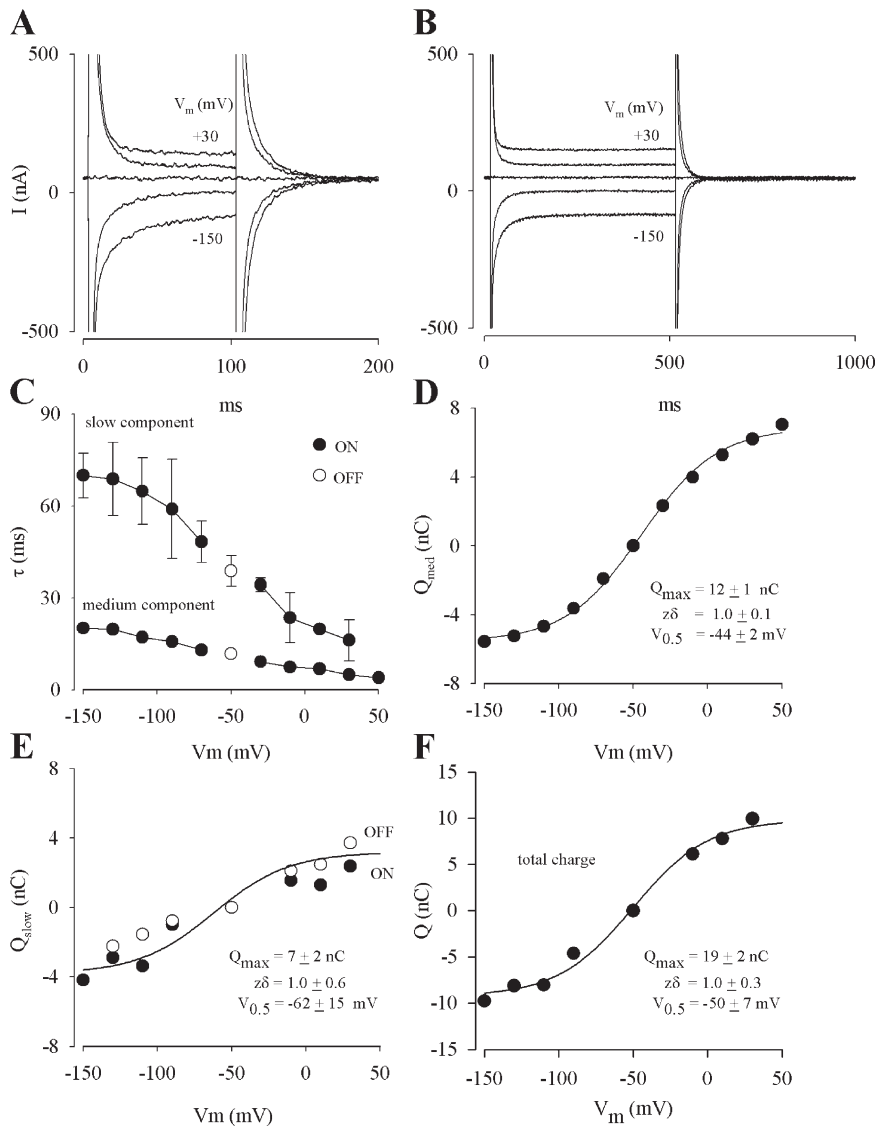 A
500
I (nA)
0
-500
V_m (mV)
+30
-150
0
100
200
ms
B
500
0
-500
V_m (mV)
+30
-150
0
500
1000
ms
C
90
60
30
0
τ (ms)
slow component
medium component
ON
OFF
-150
-100
-50
0
50
Vm (mV)
D
8
4
0
-4
-8
Q_med (nC)
Q_max = 12 ± 1 nC
zδ = 1.0 ± 0.1
V_0.5 = -44 ± 2 mV
-150
-100
-50
0
50
Vm (mV)
E
8
4
0
-4
-8
Q_slow (nC)
OFF
ON
Q_max = 7 ± 2 nC
zδ = 1.0 ± 0.6
V_0.5 = -62 ± 15 mV
-150
-100
-50
0
50
Vm (mV)
F
15
10
5
0
-5
-10
-15
Q (nC)
total charge
Q_max = 19 ± 2 nC
zδ = 1.0 ± 0.3
V_0.5 = -50 ± 7 mV
-150
-100
-50
0
50
V_m (mV)